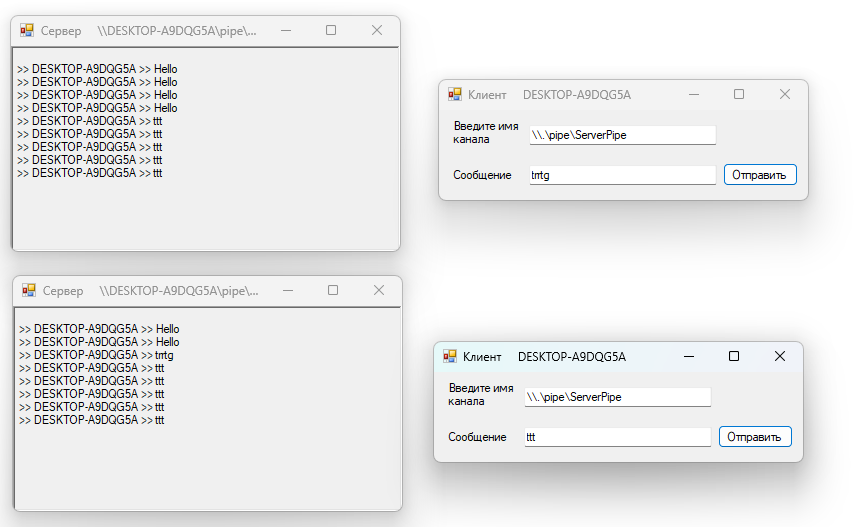 Сервер \\DESKTOP-A9DQG5A\pipe\...
>> DESKTOP-A9DQG5A >> Hello
>> DESKTOP-A9DQG5A >> Hello
>> DESKTOP-A9DQG5A >> Hello
>> DESKTOP-A9DQG5A >> Hello
>> DESKTOP-A9DQG5A >> ttt
>> DESKTOP-A9DQG5A >> ttt
>> DESKTOP-A9DQG5A >> ttt
>> DESKTOP-A9DQG5A >> ttt
>> DESKTOP-A9DQG5A >> ttt
Клиент DESKTOP-A9DQG5A
Введите имя
канала
\\.\pipe\ServerPipe
Сообщение trrtg Отправить
Сервер \\DESKTOP-A9DQG5A\pipe\...
>> DESKTOP-A9DQG5A >> Hello
>> DESKTOP-A9DQG5A >> Hello
>> DESKTOP-A9DQG5A >> trrtg
>> DESKTOP-A9DQG5A >> ttt
>> DESKTOP-A9DQG5A >> ttt
>> DESKTOP-A9DQG5A >> ttt
>> DESKTOP-A9DQG5A >> ttt
>> DESKTOP-A9DQG5A >> ttt
Клиент DESKTOP-A9DQG5A
Введите имя
канала
\\.\pipe\ServerPipe
Сообщение ttt Отправить